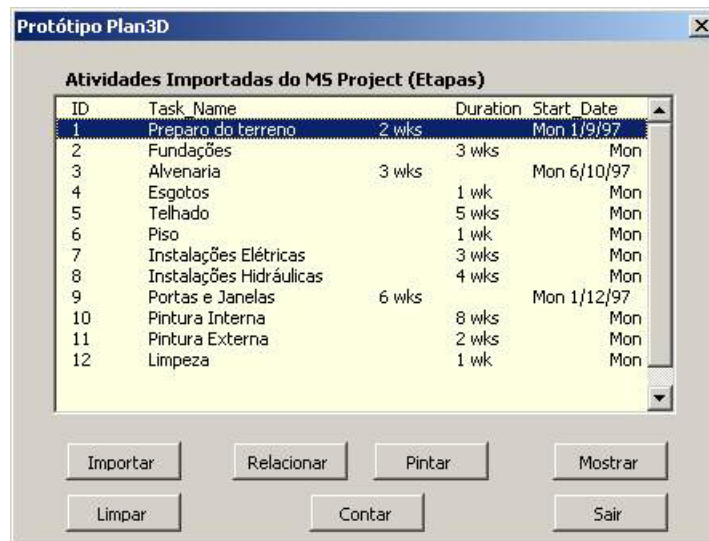 Protótipo Plan3D
Atividades Importadas do MS Project (Etapas)
ID Task_Name Duration Start_Date
1 Preparo do terreno 2 wks Mon 1/9/97
2 Fundações 3 wks Mon
3 Alvenaria 3 wks Mon 6/10/97
4 Esgotos 1 wk Mon
5 Telhado 5 wks Mon
6 Piso 1 wk Mon
7 Instalações Elétricas 3 wks Mon
8 Instalações Hidráulicas 4 wks Mon
9 Portas e Janelas 6 wks Mon 1/12/97
10 Pintura Interna 8 wks Mon
11 Pintura Externa 2 wks Mon
12 Limpeza 1 wk Mon
Importar Relacionar Pintar Mostrar
Limpar Contar Sair